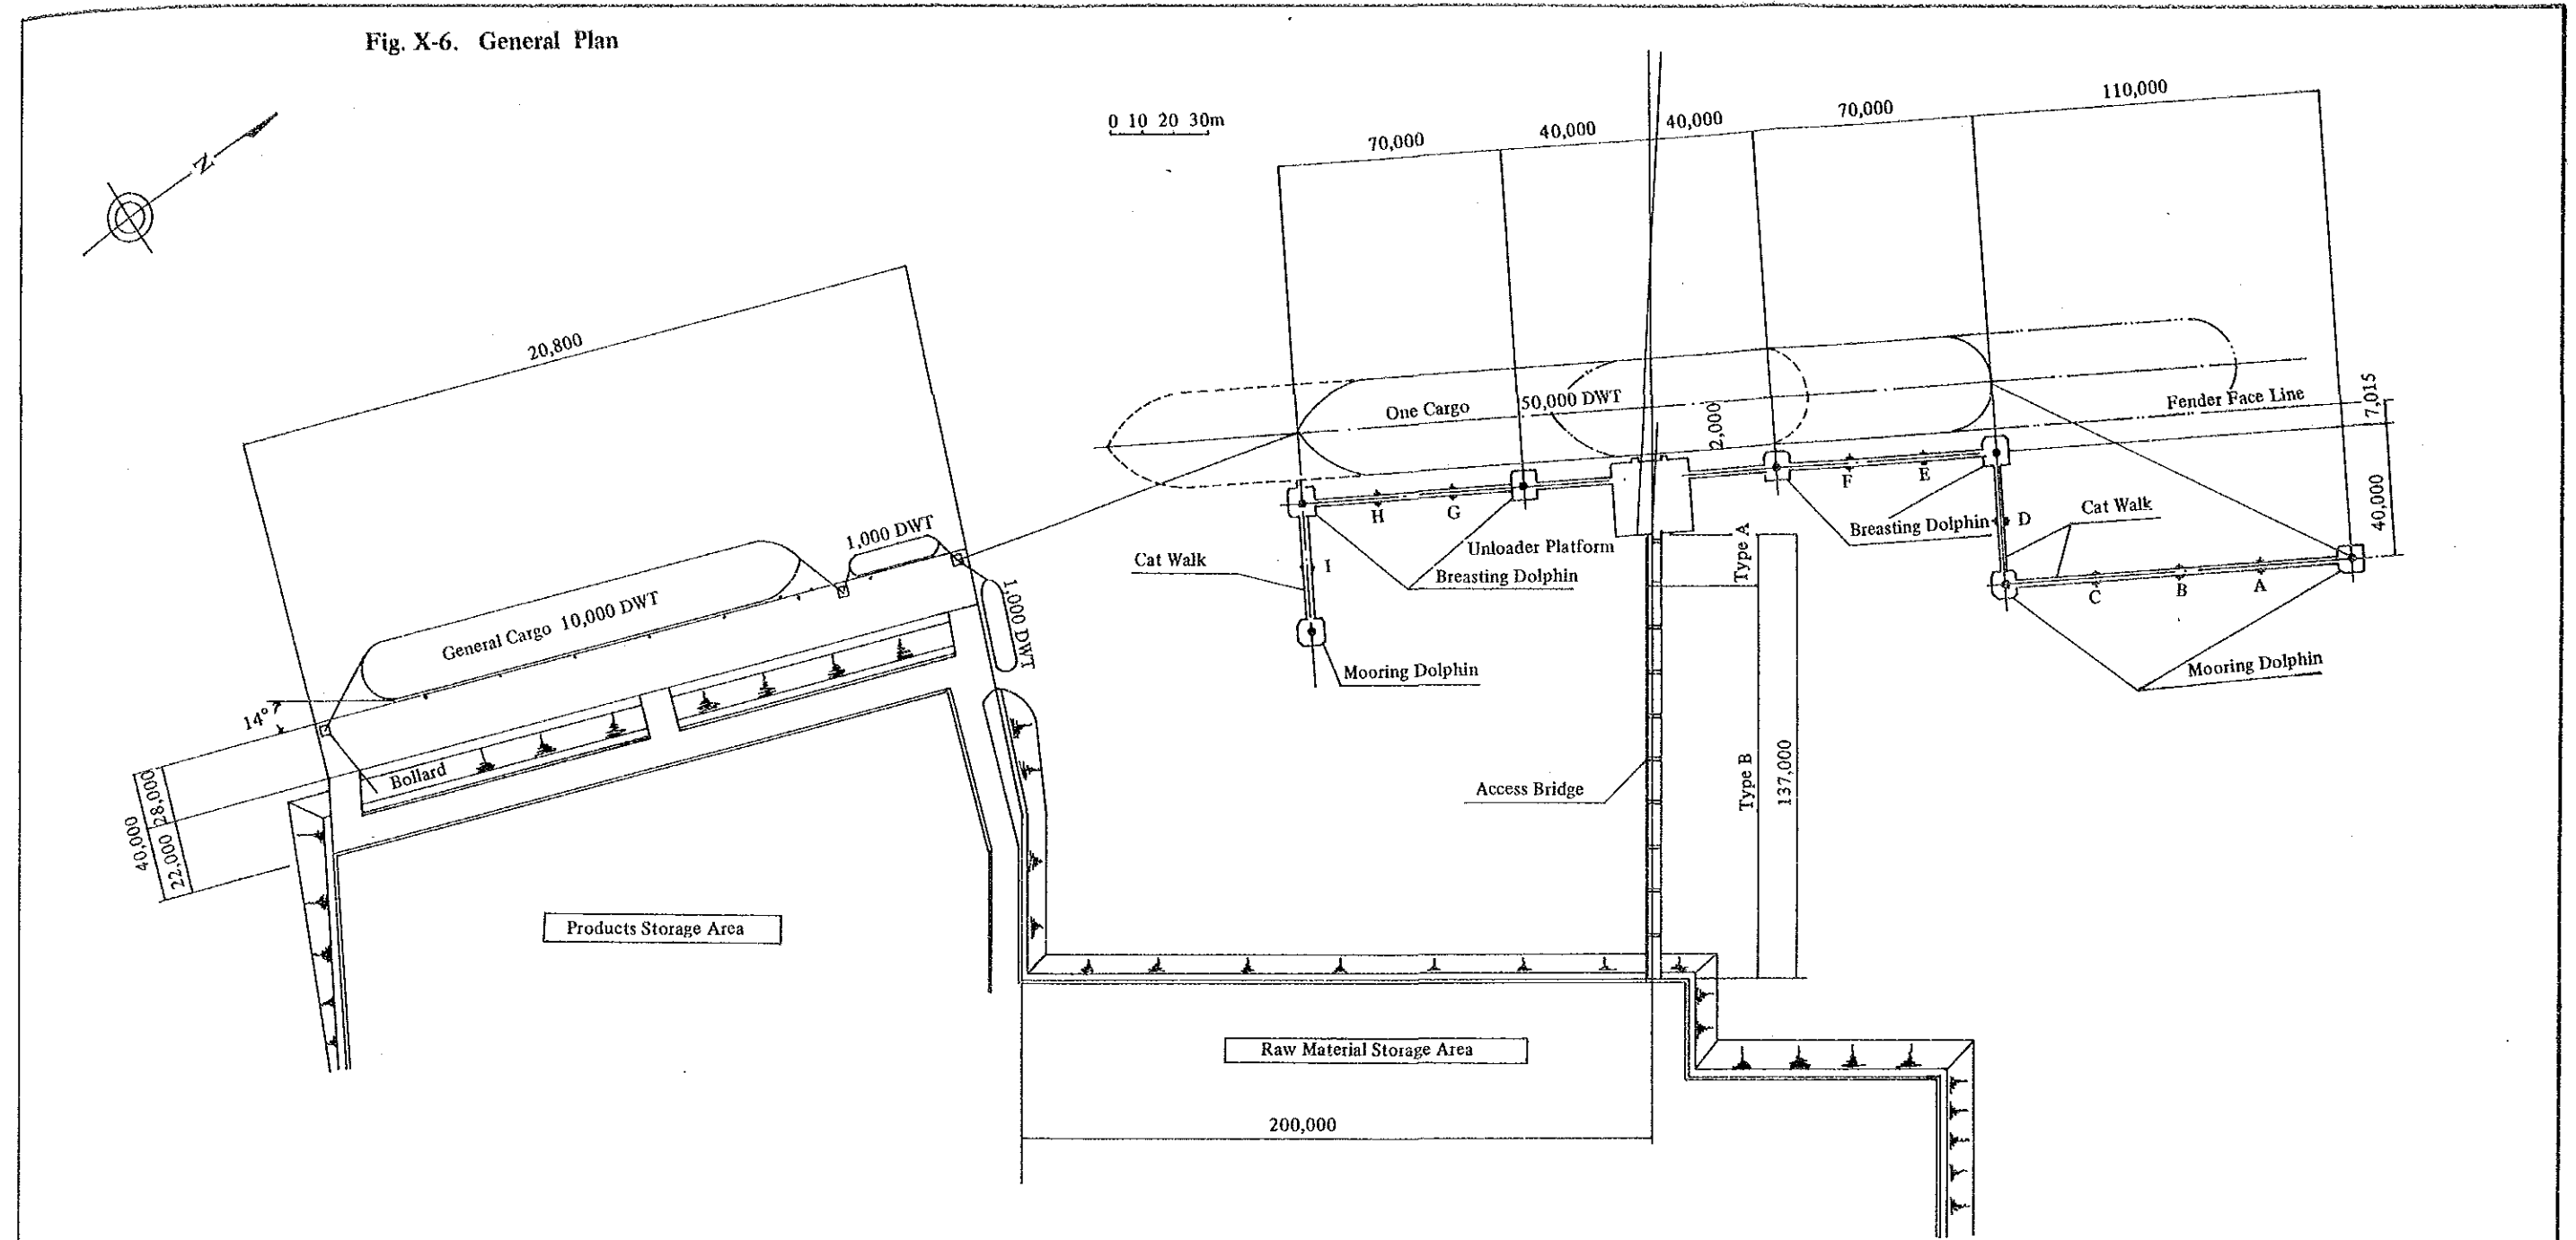 Fig. X-6. General Plan
N
0 10 20 30m
70,000
40,000
40,000
70,000
110,000
20,800
One Cargo 50,000 DWT
2,000
Fender Face Line
7,015
40,000
H
G
F
E
D
C
B
A
I
Cat Walk
Cat Walk
Unloader Platform
Breasting Dolphin
Breasting Dolphin
Mooring Dolphin
Mooring Dolphin
Type A
Type B
137,000
Access Bridge
1,000 DWT
1,000 DWT
General Cargo 10,000 DWT
14°
Bollard
40,000
28,000
22,000
Products Storage Area
Raw Material Storage Area
200,000